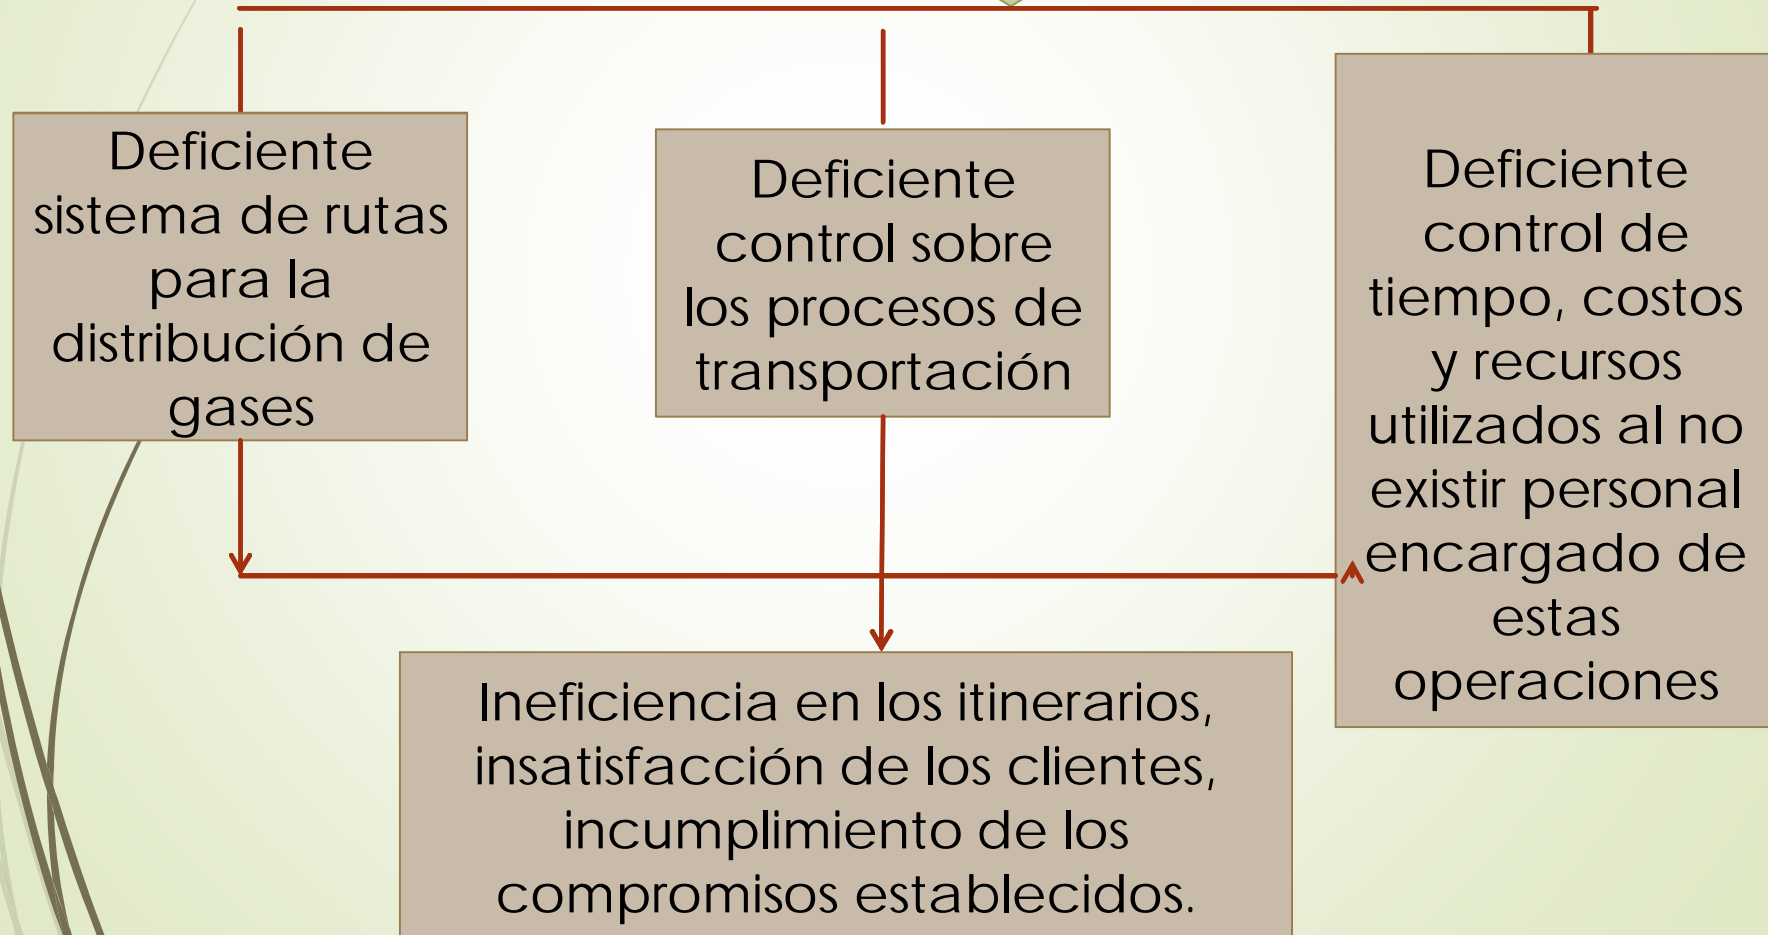 Deficiente
sistema de rutas
para la
distribución de
gases
Deficiente
control sobre
los procesos de
transportación
Deficiente
control de
tiempo, costos
y recursos
utilizados al no
existir personal
encargado de
estas
operaciones
Ineficiencia en los itinerarios,
insatisfacción de los clientes,
incumplimiento de los
compromisos establecidos.